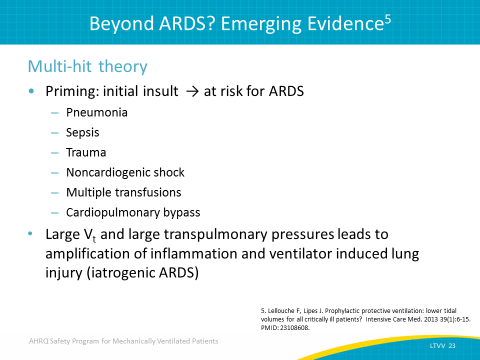 Beyond ARDS? Emerging Evidence5
Multi-hit theory
• Priming: initial insult → at risk for ARDS
– Pneumonia
– Sepsis
– Trauma
– Noncardiogenic shock
– Multiple transfusions
– Cardiopulmonary bypass
• Large Vt and large transpulmonary pressures leads to
amplification of inflammation and ventilator induced lung
injury (iatrogenic ARDS)
5. Lellouche F, Lipes J. Prophylactic protective ventilation: lower tidal
volumes for all critically ill patients? Intensive Care Med. 2013 39(1):6-15.
PMID: 23108608.
AHRQ Safety Program for Mechanically Ventilated Patients
LTVV 23